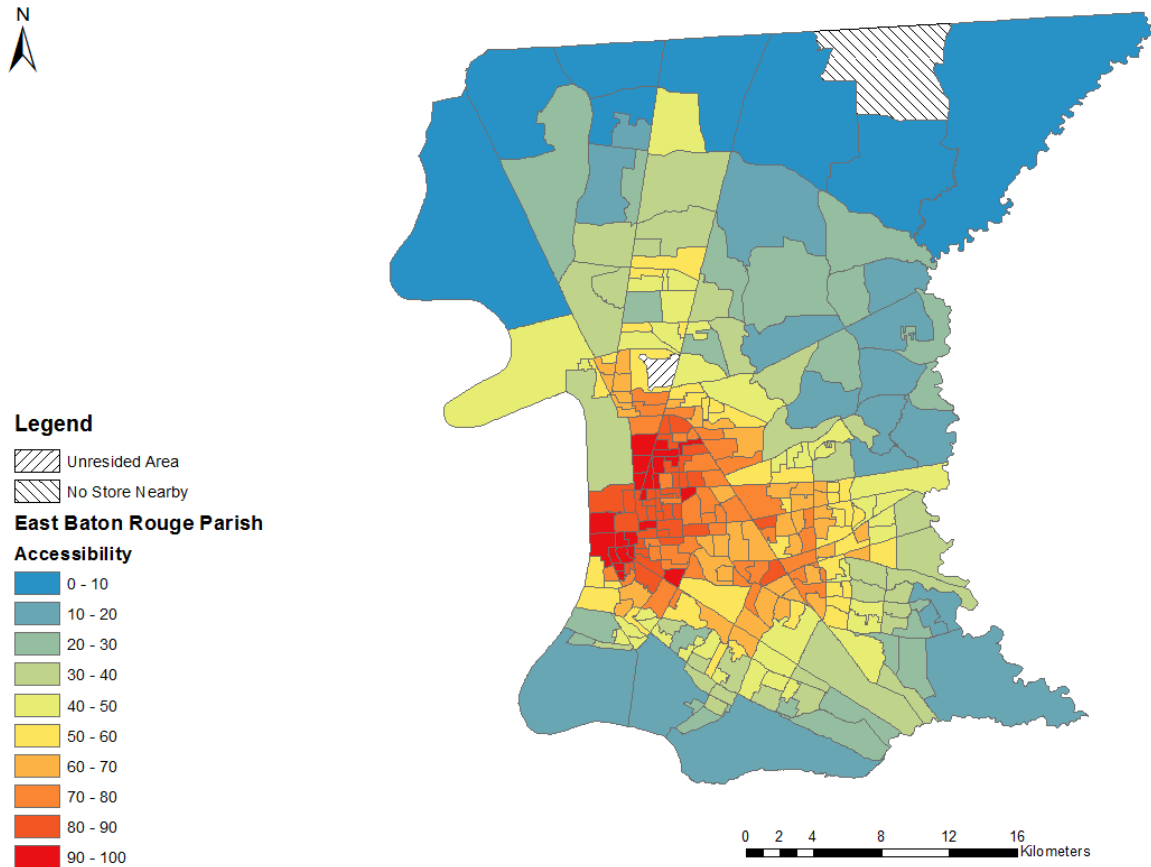 N
Legend
Unresided Area
No Store Nearby
East Baton Rouge Parish
Accessibility
0 - 10
10 - 20
20 - 30
30 - 40
40 - 50
50 - 60
60 - 70
70 - 80
80 - 90
90 - 100
0 2 4 8 12 16
Kilometers